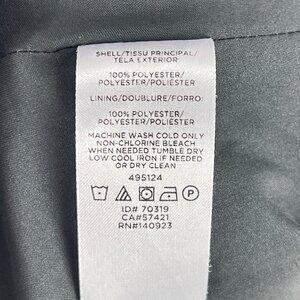 SHELL/TISSU PRINCIPAL/
TELA EXTERIOR
100% POLYESTER/
POLYESTER/POLIÉSTER
LINING/DOUBLURE/FORRO:
100% POLYESTER/
POLYESTER/POLIÉSTER
MACHINE WASH COLD ONLY
NON-CHLORINE BLEACH
WHEN NEEDED TUMBLE DRY
LOW COOL IRON IF NEEDED
OR DRY CLEAN
495124
ID# 70319
CA#57421
RN#140923